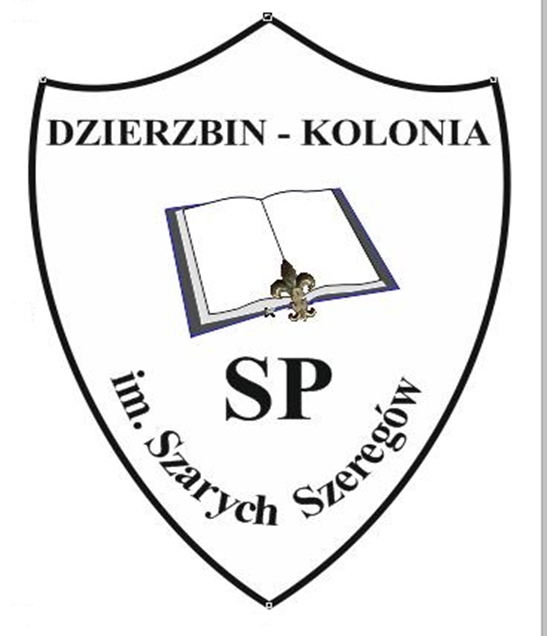 DZIERZBIN - KOLONIA
SP
im. Szarych Szeregów